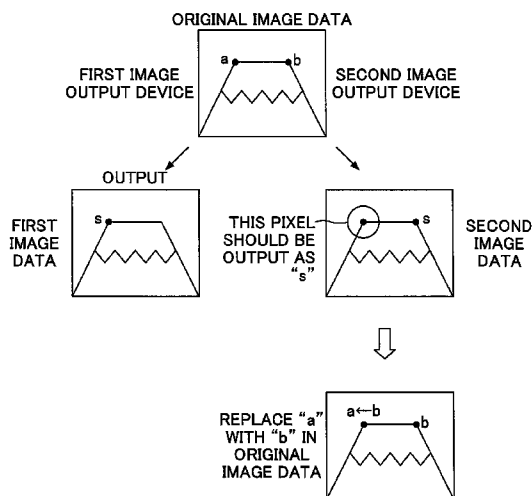 ORIGINAL IMAGE DATA
a
b
FIRST IMAGE
OUTPUT DEVICE
SECOND IMAGE
OUTPUT DEVICE
OUTPUT
FIRST
IMAGE
DATA
s
THIS PIXEL
SHOULD BE
OUTPUT AS
“s”
s
SECOND
IMAGE
DATA
REPLACE “a”
WITH “b” IN
ORIGINAL
IMAGE DATA
a←b
b